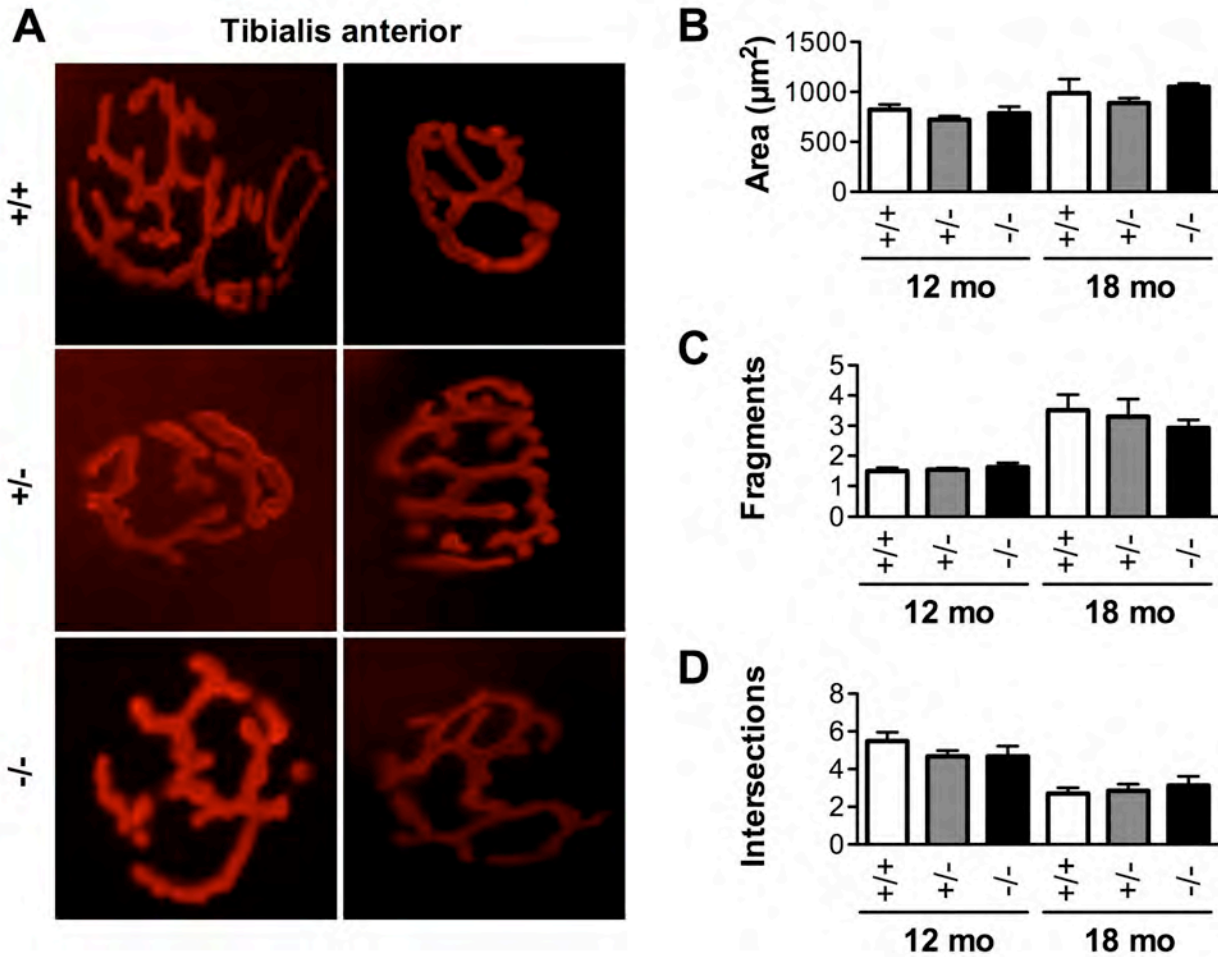 A
Tibialis anterior
+/+
+/-
-/-
B
Area (µm²)
1500
1000
500
0
+/+
+/-
-/-
+/+
+/-
-/-
12 mo
18 mo
C
Fragments
5
4
3
2
1
0
+/+
+/-
-/-
+/+
+/-
-/-
12 mo
18 mo
D
Intersections
8
6
4
2
0
+/+
+/-
-/-
+/+
+/-
-/-
12 mo
18 mo